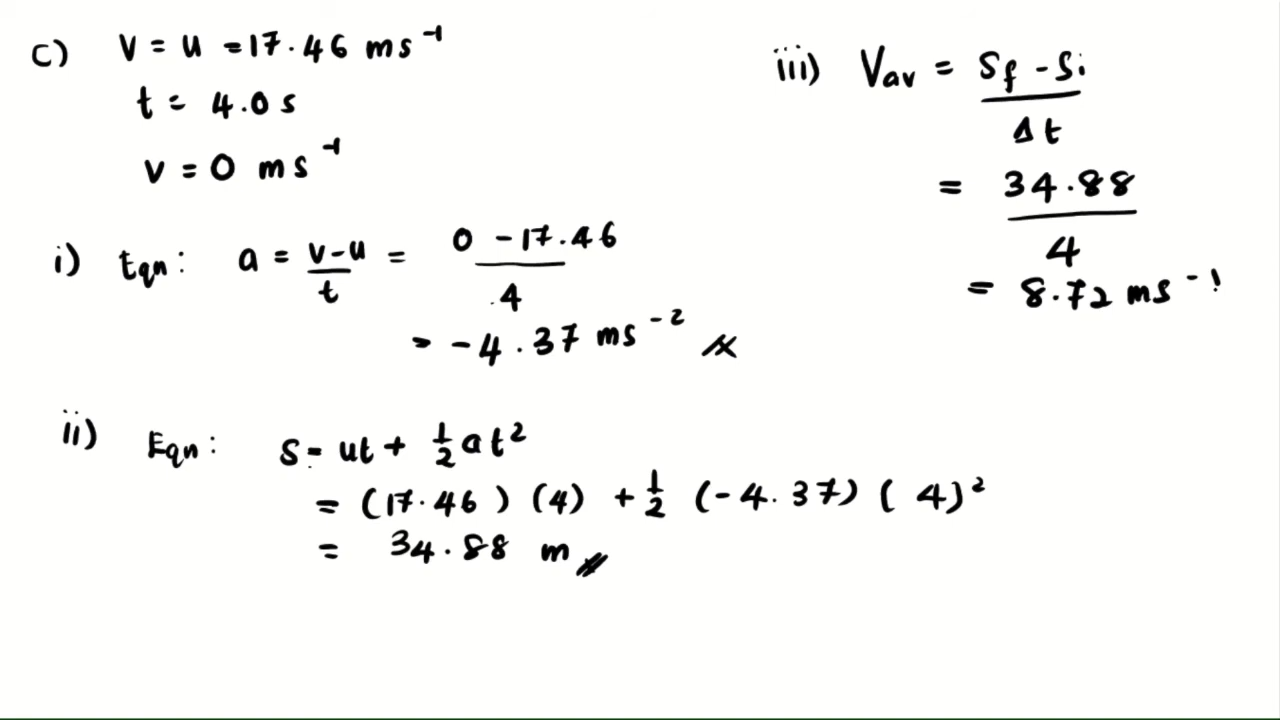 c) v = u = 17.46 ms⁻¹
t = 4.0 s
v = 0 ms⁻¹
i) Eqn: a = (v-u)/t = (0 - 17.46)/4
= -4.37 ms⁻²
ii) Eqn: s = ut + ½at²
= (17.46)(4) + ½(-4.37)(4)²
= 34.88 m
iii) Vav = (Sf - Si)/Δt
= 34.88/4
= 8.72 ms⁻¹